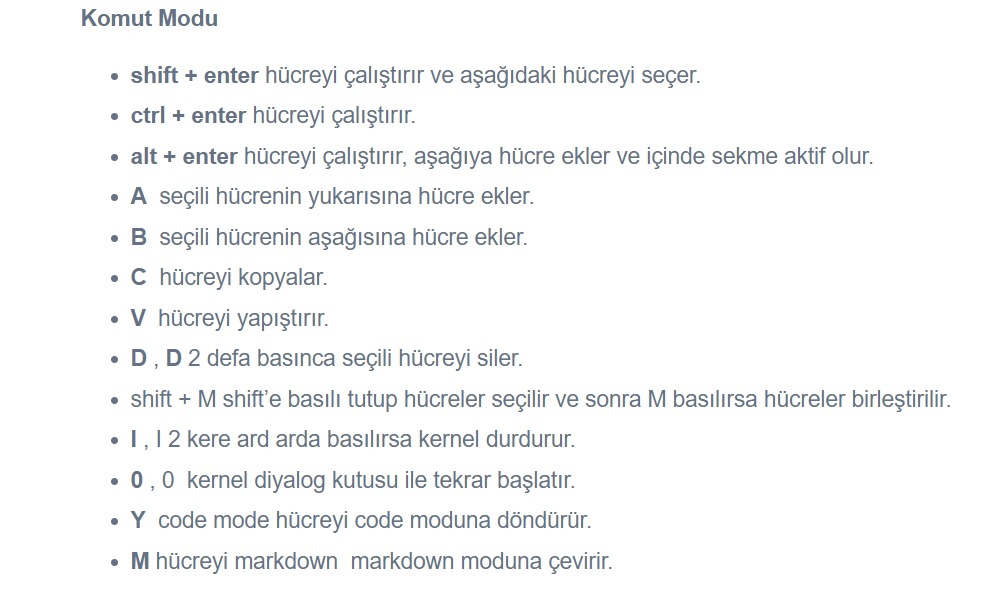 Komut Modu
shift + enter hücreyi çalıştırır ve aşağıdaki hücreyi seçer.
ctrl + enter hücreyi çalıştırır.
alt + enter hücreyi çalıştırır, aşağıya hücre ekler ve içinde sekme aktif olur.
A seçili hücrenin yukarısına hücre ekler.
B seçili hücrenin aşağısına hücre ekler.
C hücreyi kopyalar.
V hücreyi yapıştırır.
D , D 2 defa basınca seçili hücreyi siler.
shift + M shift’e basılı tutup hücreler seçilir ve sonra M basılırsa hücreler birleştirilir.
I , I 2 kere ard arda basılırsa kernel durdurur.
0 , 0 kernel diyalog kutusu ile tekrar başlatır.
Y code mode hücreyi code moduna döndürür.
M hücreyi markdown markdown moduna çevirir.